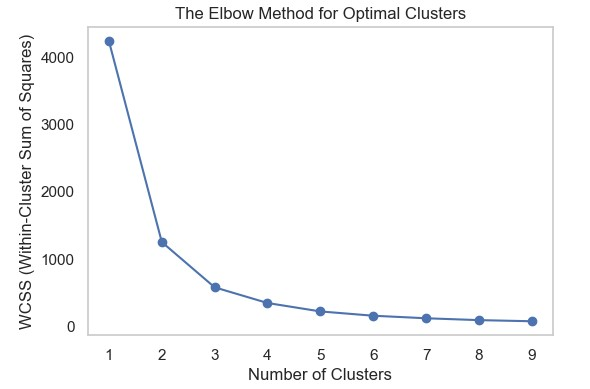 The Elbow Method for Optimal Clusters
WCSS (Within-Cluster Sum of Squares)
4000
3000
2000
1000
0
1 2 3 4 5 6 7 8 9
Number of Clusters